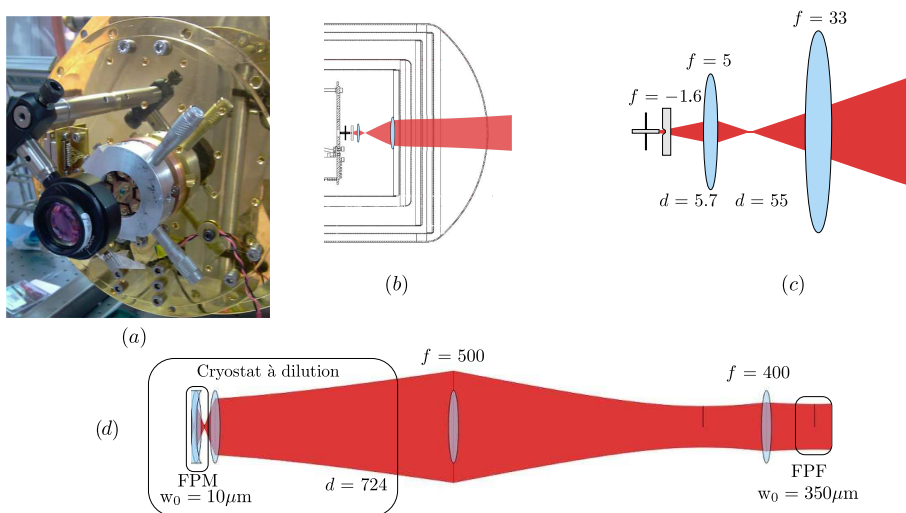 f = 33
f = 5
f = −1.6
d = 5.7
d = 55
(a)
(b)
(c)
(d)
Cryostat à dilution
f = 500
f = 400
FPM
w₀ = 10μm
d = 724
FPF
w₀ = 350μm